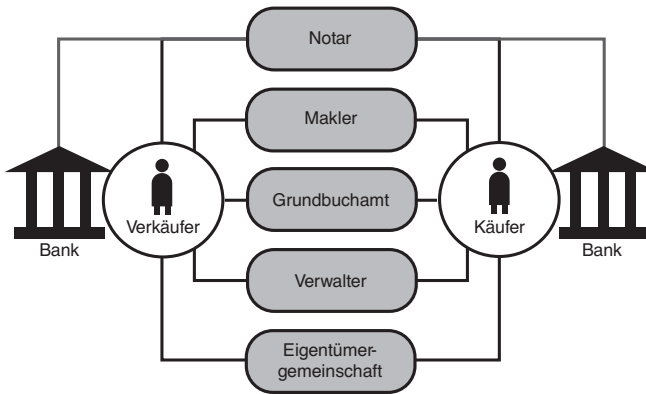 Notar
Makler
Grundbuchamt
Verkäufer
Käufer
Bank
Bank
Verwalter
Eigentümer-
gemeinschaft